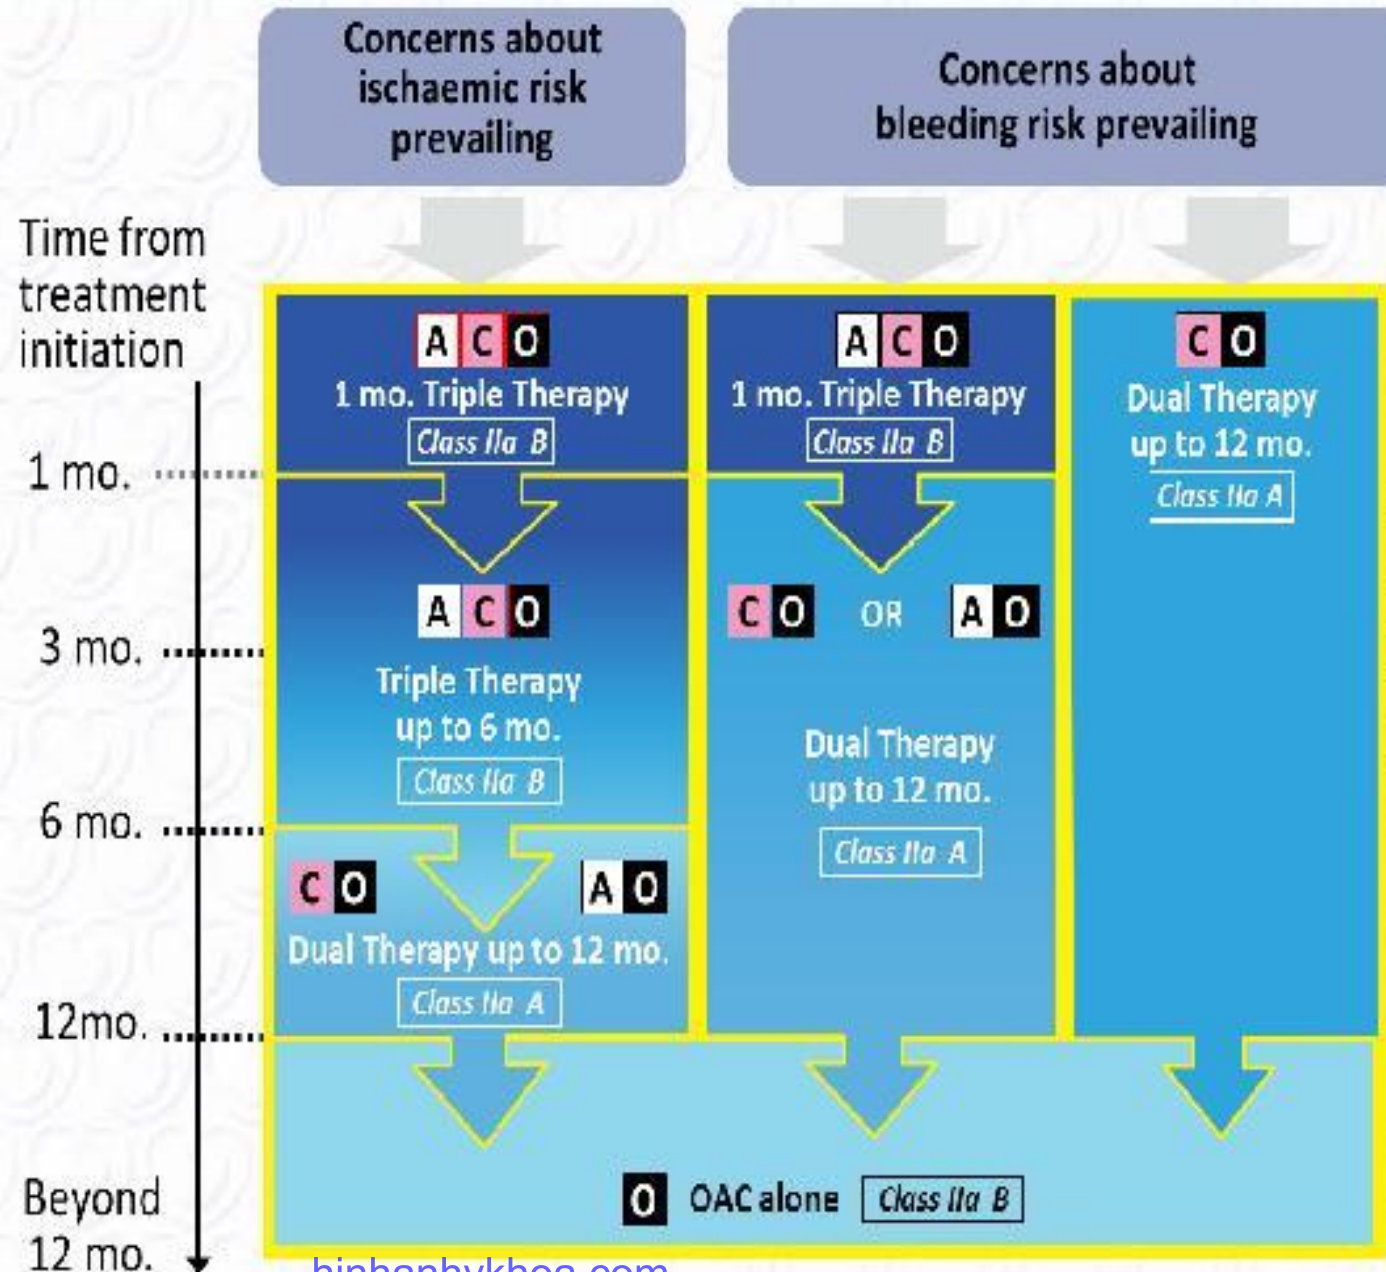 Concerns about
ischaemic risk
prevailing
Concerns about
bleeding risk prevailing
Time from
treatment
initiation
A C O
1 mo. Triple Therapy
Class IIa B
A C O
1 mo. Triple Therapy
Class IIa B
C O
Dual Therapy
up to 12 mo.
Class IIa A
1 mo.
A C O
Triple Therapy
up to 6 mo.
Class IIa B
C O OR A O
Dual Therapy
up to 12 mo.
Class IIa A
3 mo.
6 mo.
C O
A O
Dual Therapy up to 12 mo.
Class IIa A
12mo.
O OAC alone Class IIa B
Beyond
12 mo.
hinhanhykhoa.com